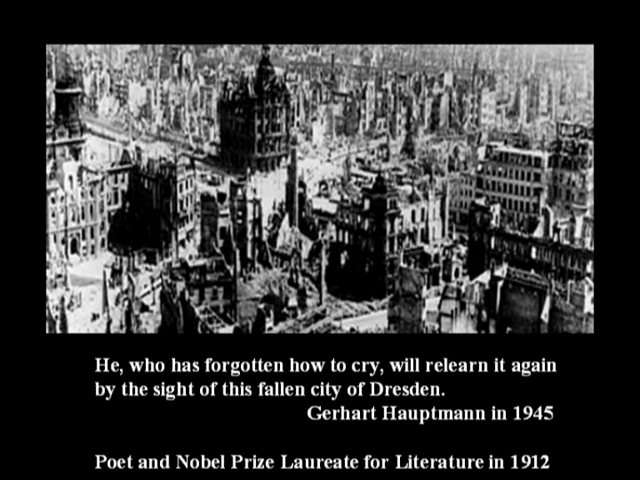 He, who has forgotten how to cry, will relearn it again
by the sight of this fallen city of Dresden.
Gerhart Hauptmann in 1945
Poet and Nobel Prize Laureate for Literature in 1912